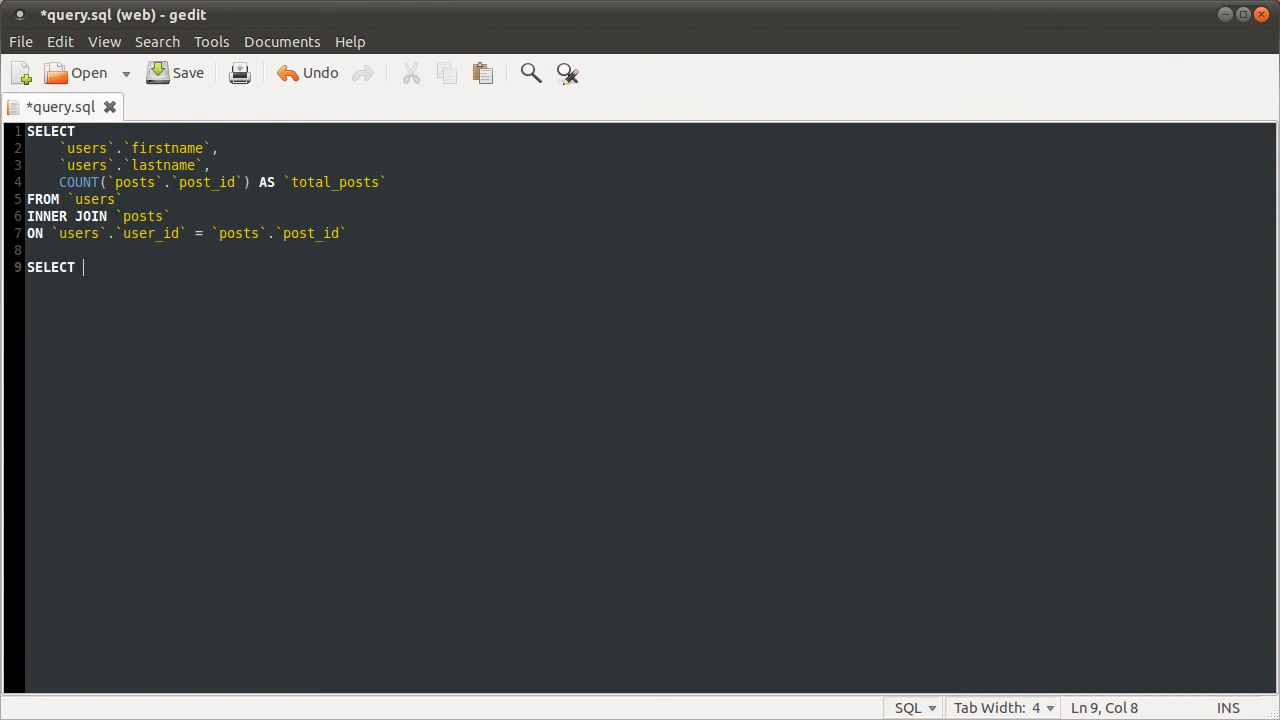 *query.sql (web) - gedit
File Edit View Search Tools Documents Help
Open Save Undo
*query.sql
1 SELECT
2     `users`.`firstname`,
3     `users`.`lastname`,
4     COUNT(`posts`.`post_id`) AS `total_posts`
5 FROM `users`
6 INNER JOIN `posts`
7 ON `users`.`user_id` = `posts`.`post_id`
8
9 SELECT
SQL Tab Width: 4 Ln 9, Col 8 INS